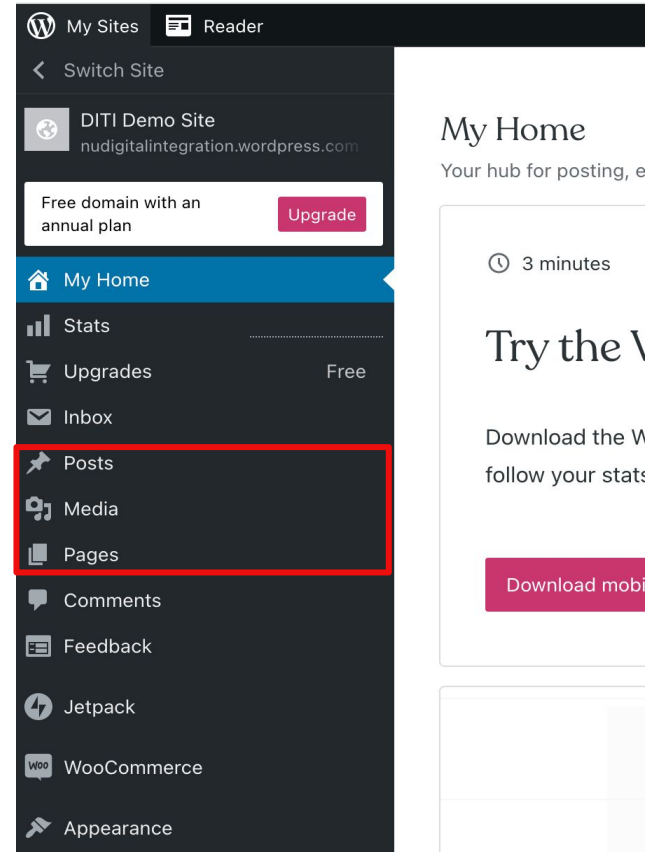 My Sites
Reader
Switch Site
DITI Demo Site
nudigitalintegration.wordpress.com
Free domain with an
annual plan
Upgrade
My Home
Stats
Upgrades
Free
Inbox
Posts
Media
Pages
Comments
Feedback
Jetpack
Woo
WooCommerce
Appearance
My Home
Your hub for posting, e
3 minutes
Try the
Download the W
follow your stats
Download mobi